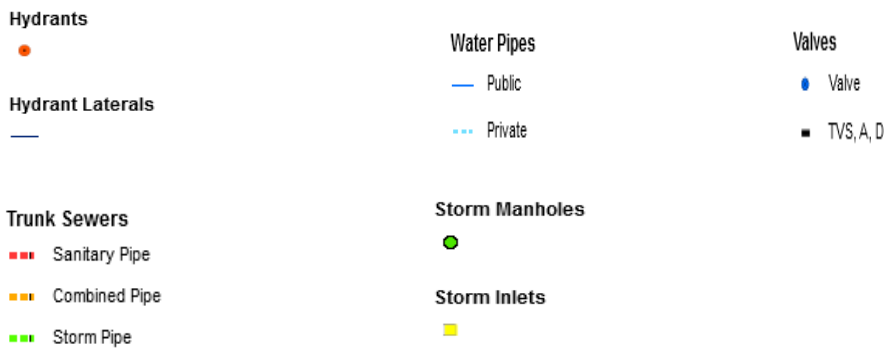 Hydrants
Hydrant Laterals
Water Pipes
Public
Private
Valves
Valve
TVS, A, D
Trunk Sewers
Sanitary Pipe
Combined Pipe
Storm Pipe
Storm Manholes
Storm Inlets